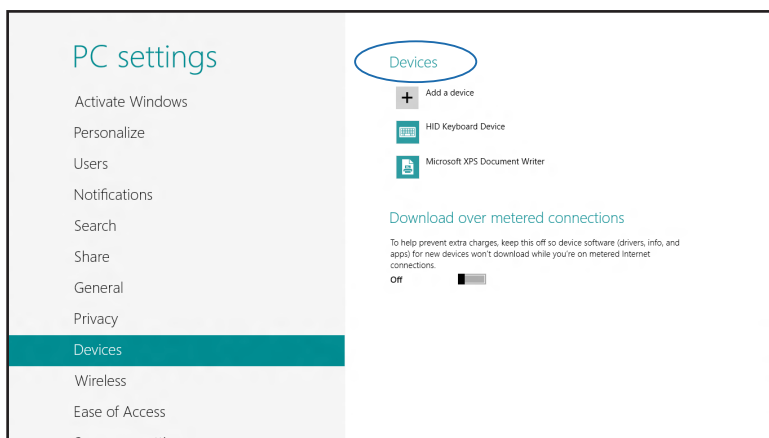 PC settings
Activate Windows
Personalize
Users
Notifications
Search
Share
General
Privacy
Devices
Wireless
Ease of Access
Devices
Add a device
HID Keyboard Device
Microsoft XPS Document Writer
Download over metered connections
To help prevent extra charges, keep this off so device software (drivers, info, and
apps) for new devices won't download while you're on metered Internet
connections.
Off